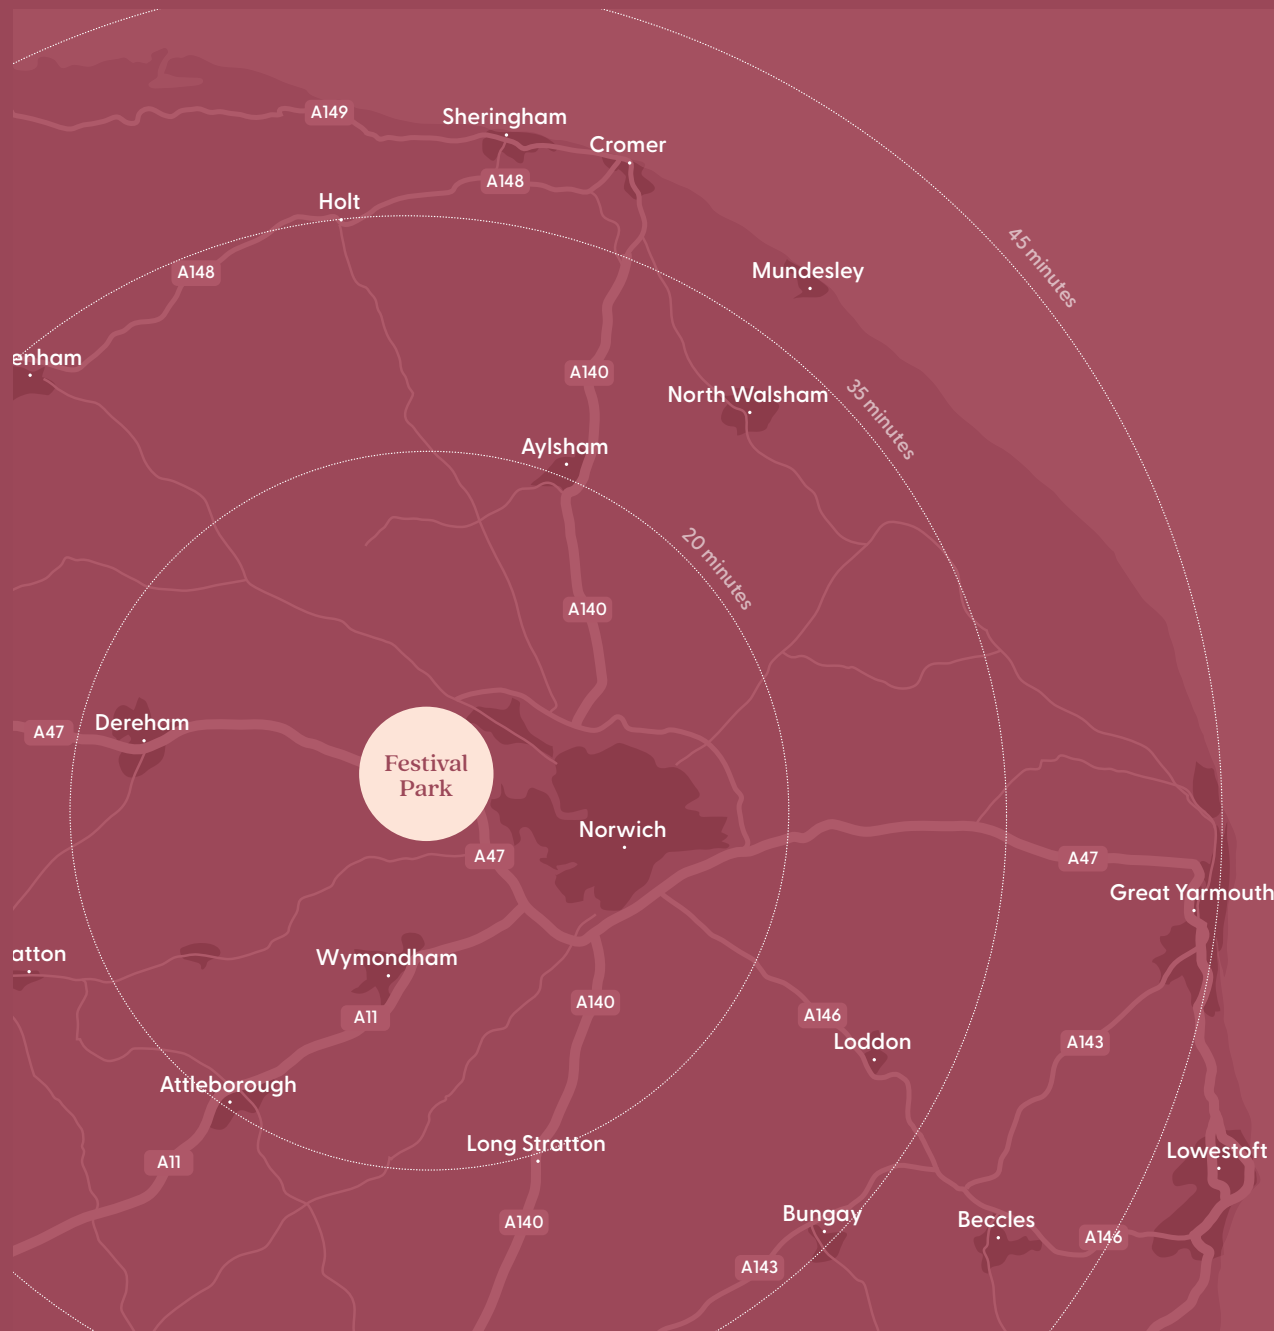 A149
Sheringham
Cromer
A148
Holt
45 minutes
A148
Mundesley
enham
A140
35 minutes
North Walsham
Aylsham
20 minutes
A140
Dereham
A47
Festival
Park
Norwich
A47
A47
Great Yarmouth
atton
Wymondham
A140
A11
A146
Loddon
A143
Attleborough
Long Stratton
Lowestoft
A11
Bungay
Beccles
A140
A146
A143